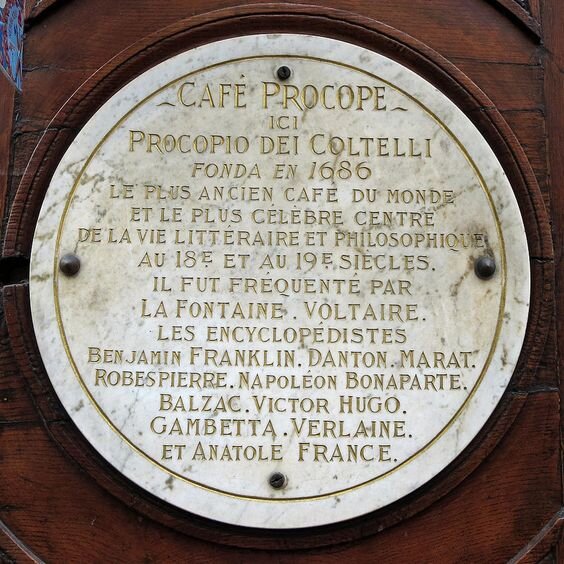 CAFÉ PROCOPE
ICI
PROCOPIO DEI COLTELLI
FONDA EN 1686
LE PLUS ANCIEN CAFÉ DU MONDE
ET LE PLUS CÉLÈBRE CENTRE
DE LA VIE LITTÉRAIRE ET PHILOSOPHIQUE
AU 18E ET AU 19E SIÈCLES.
IL FUT FRÉQUENTÉ PAR
LA FONTAINE. VOLTAIRE.
LES ENCYCLOPÉDISTES
BENJAMIN FRANKLIN. DANTON. MARAT.
ROBESPIERRE. NAPOLÉON BONAPARTE.
BALZAC. VICTOR HUGO.
GAMBETTA. VERLAINE.
ET ANATOLE FRANCE.